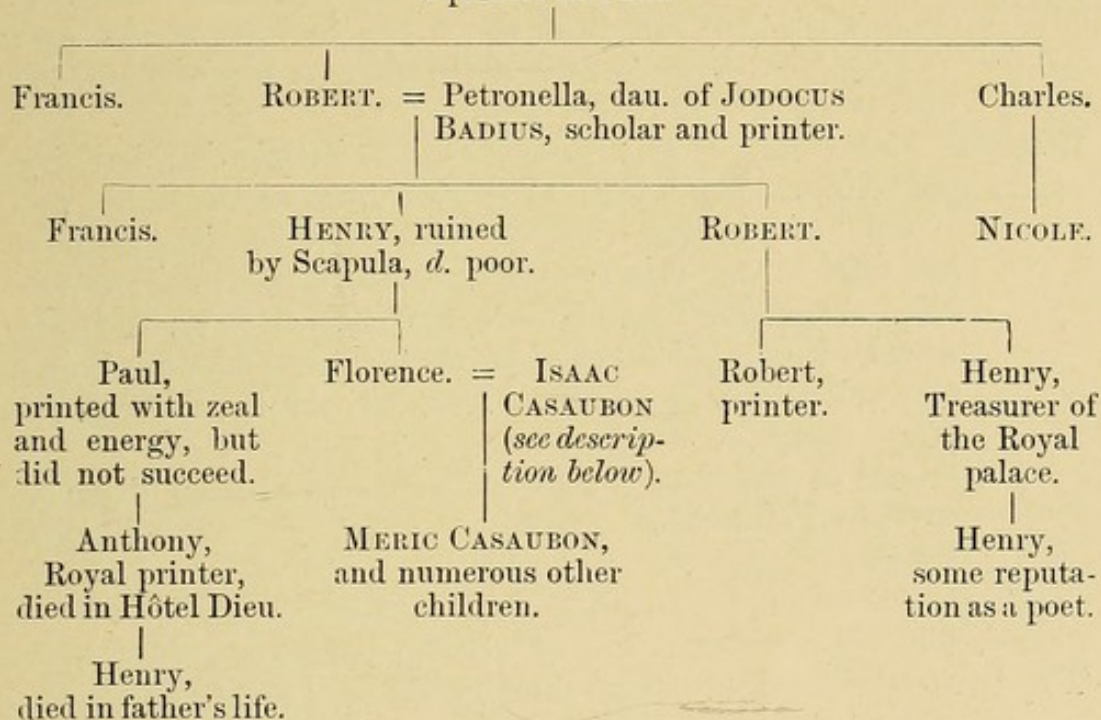 Francis.
ROBERT. = Petronella, dau. of JODOCUS
BADIUS, scholar and printer.
Charles.
Francis.
HENRY, ruined
by Scapula, d. poor.
ROBERT.
NICOLE.
Paul,
printed with zeal
and energy, but
did not succeed.
Florence. = ISAAC
CASAUBON
(see descrip-
tion below).
Robert,
printer.
Henry,
Treasurer of
the Royal
palace.
Anthony,
Royal printer,
died in Hôtel Dieu.
MERIC CASAUBON,
and numerous other
children.
Henry,
some reputa-
tion as a poet.
Henry,
died in father's life.